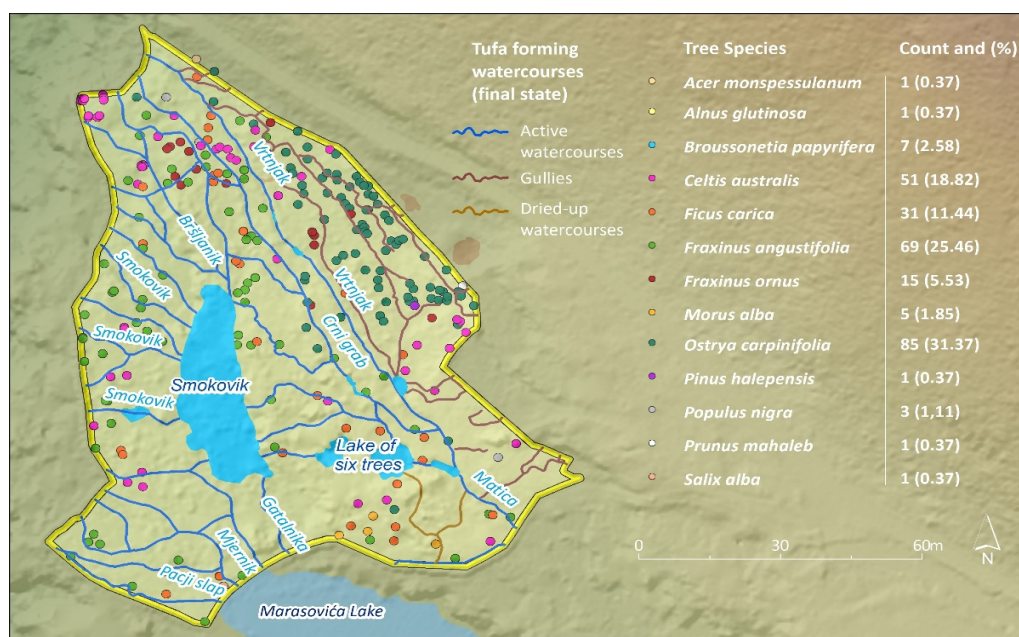 Tufa forming
watercourses
(final state)
Active
watercourses
Gullies
Dried-up
watercourses
Tree Species
Count and (%)
Acer monspessulanum 1 (0.37)
Alnus glutinosa 1 (0.37)
Broussonetia papyrifera 7 (2.58)
Celtis australis 51 (18.82)
Ficus carica 31 (11.44)
Fraxinus angustifolia 69 (25.46)
Fraxinus ornus 15 (5.53)
Morus alba 5 (1.85)
Ostrya carpinifolia 85 (31.37)
Pinus halepensis 1 (0.37)
Populus nigra 3 (1,11)
Prunus mahaleb 1 (0.37)
Salix alba 1 (0.37)
Vrtnjak
Bršljanik
Smokovik
Vrtnjak
Smokovik
Crni grab
Smokovik
Smokovik
Lake of
six trees
Matica
Gatalnika
Mjernik
Pacji slap
Marasovića Lake
0 30 60m
N